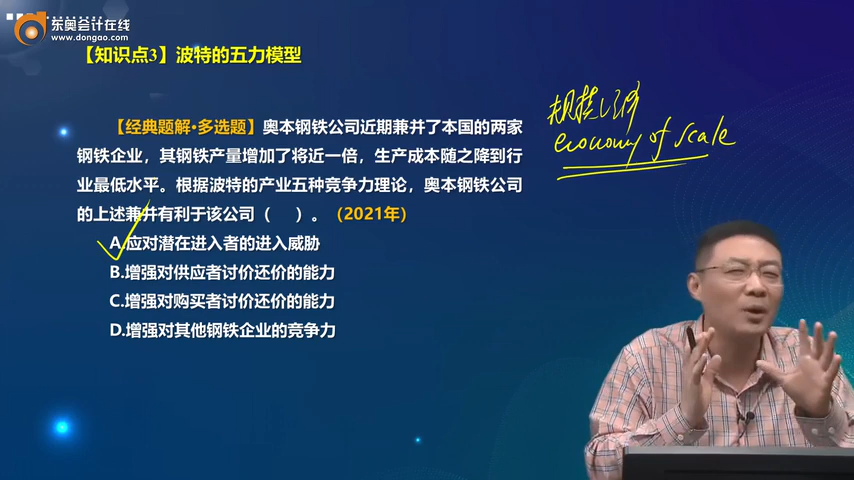 东奥会计在线
www.dongao.com
【知识点3】波特的五力模型
规模经济
economy of scale
【经典题解·多选题】奥本钢铁公司近期兼并了本国的两家
钢铁企业，其钢铁产量增加了将近一倍，生产成本随之降到行
业最低水平。根据波特的产业五种竞争力理论，奥本钢铁公司
的上述兼并有利于该公司（ ）。（2021年）
A.应对潜在进入者的进入威胁
B.增强对供应者讨价还价的能力
C.增强对购买者讨价还价的能力
D.增强对其他钢铁企业的竞争力